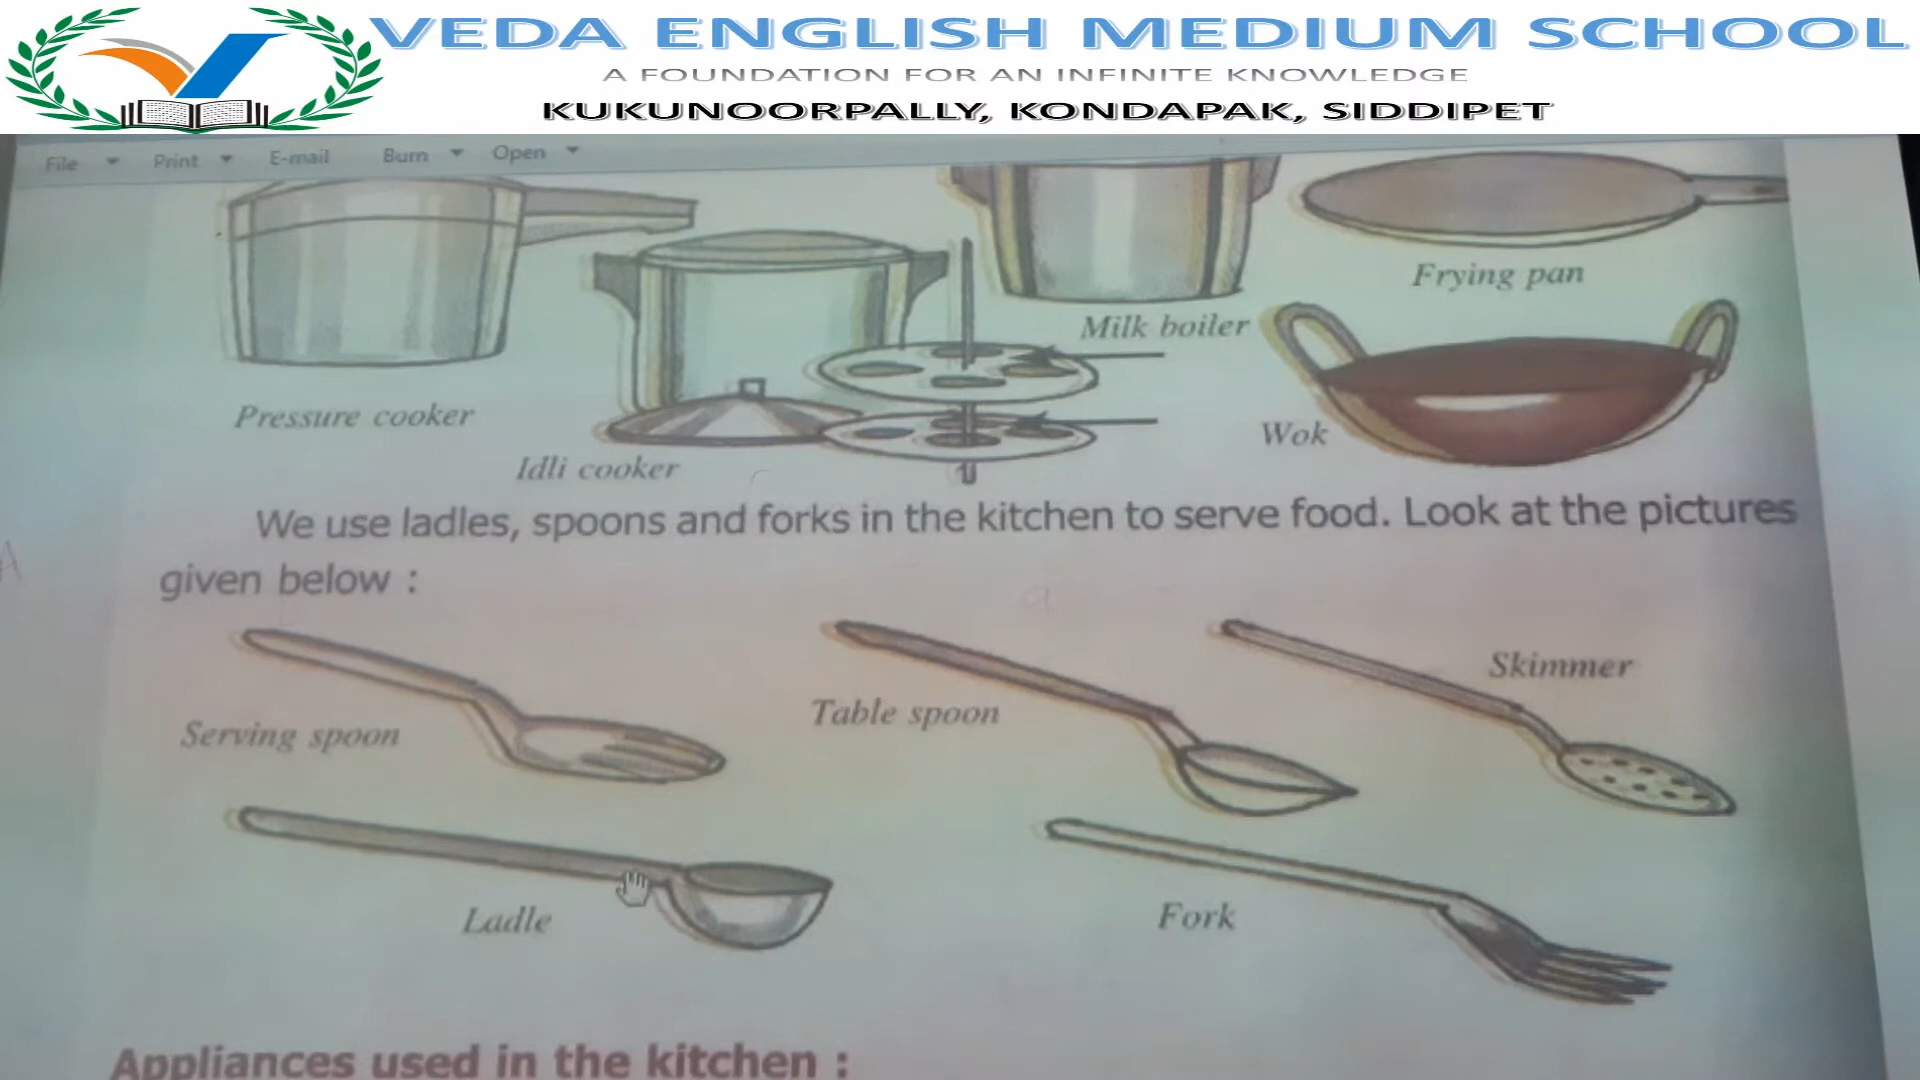 VEDA ENGLISH MEDIUM SCHOOL
A FOUNDATION FOR AN INFINITE KNOWLEDGE
KUKUNOORPALLY, KONDAPAK, SIDDIPET
File Print E-mail Burn Open
Frying pan
Milk boiler
Pressure cooker
Wok
Idli cooker
We use ladles, spoons and forks in the kitchen to serve food. Look at the pictures
given below :
Skimmer
Table spoon
Serving spoon
Ladle
Fork
Appliances used in the kitchen :